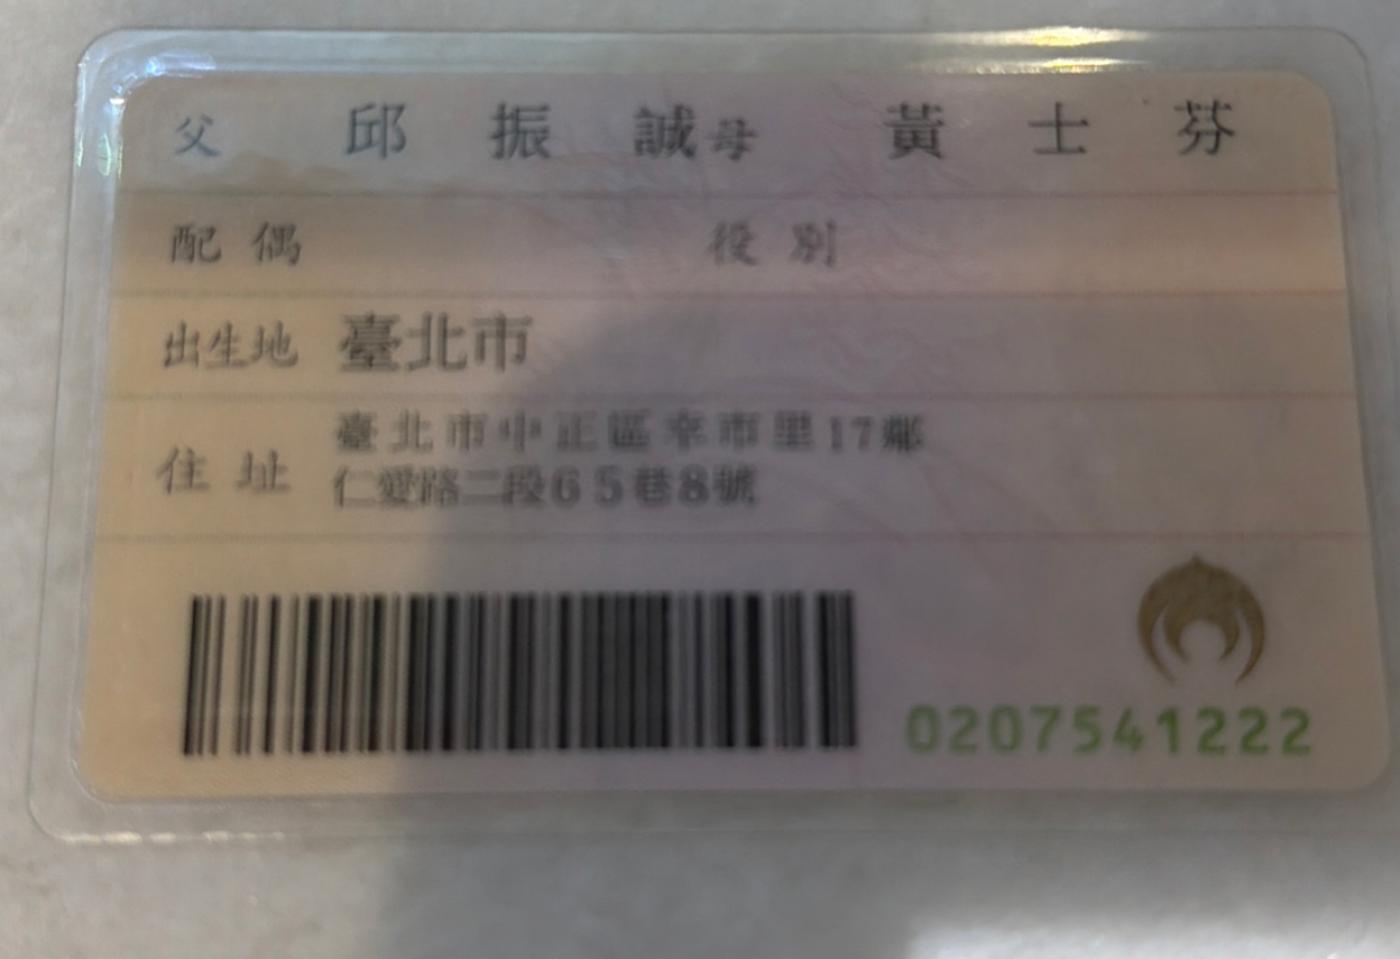 父 邱振誠 母 黃士芬
配偶 役別
出生地 臺北市
住址 臺北市中正區幸市里17鄰
仁愛路二段65巷8號
0207541222